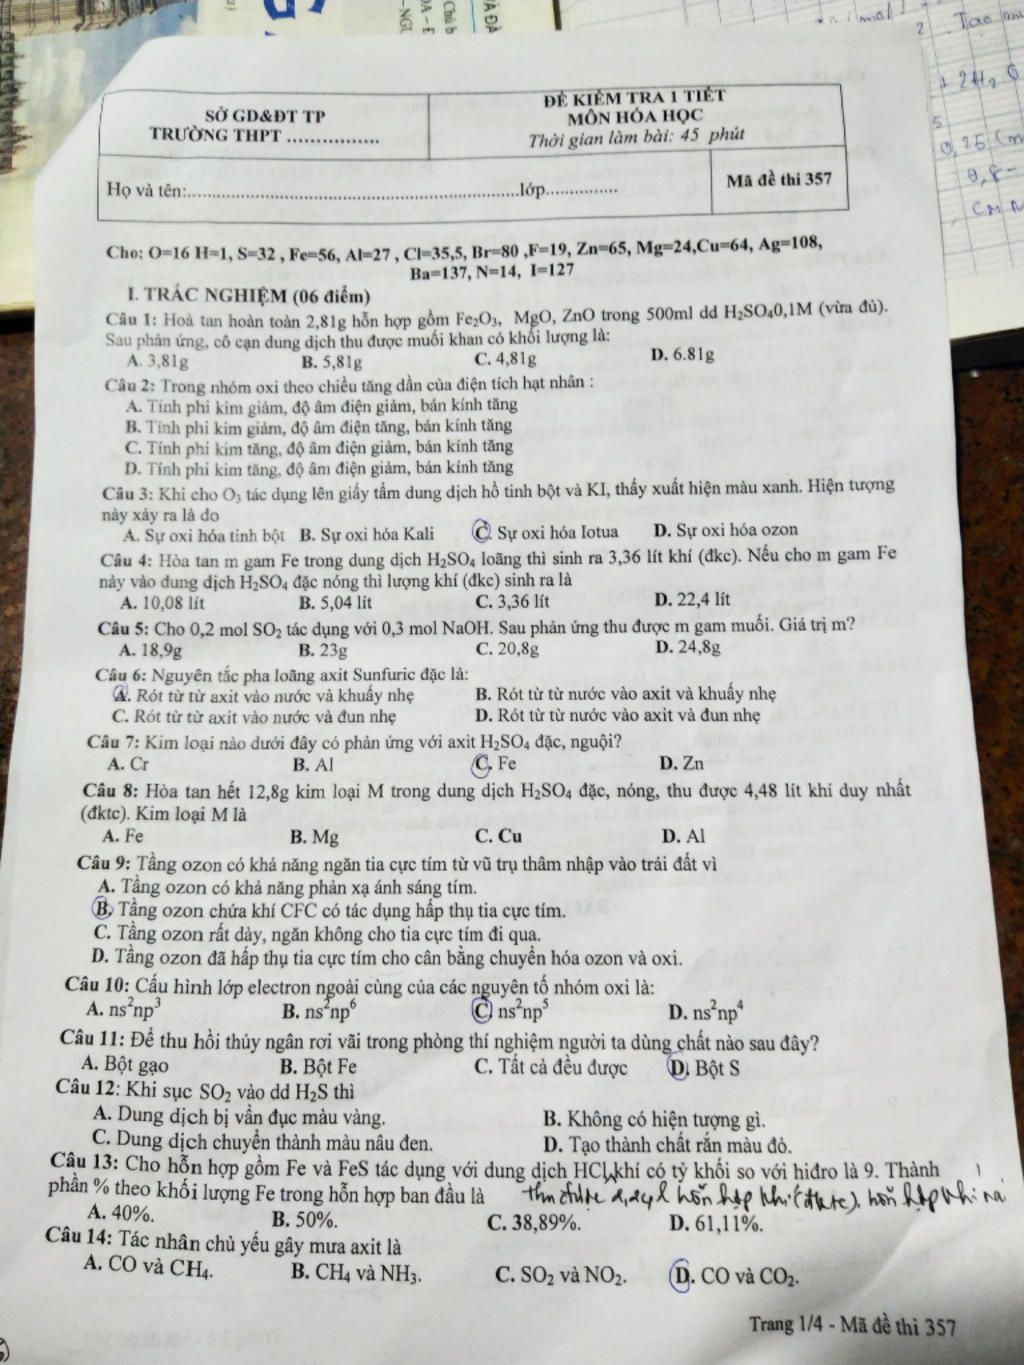 SỞ GD&ĐT TP
TRƯỜNG THPT ................
ĐỀ KIỂM TRA 1 TIẾT
MÔN HÓA HỌC
Thời gian làm bài: 45 phút
Họ và tên:..............................................................lớp..............
Mã đề thi 357
Cho: O=16 H=1, S=32 , Fe=56, Al=27 , Cl=35,5, Br=80 ,F=19, Zn=65, Mg=24,Cu=64, Ag=108,
Ba=137, N=14, I=127
I. TRẮC NGHIỆM (06 điểm)
Câu 1: Hoà tan hoàn toàn 2,81g hỗn hợp gồm Fe₂O₃, MgO, ZnO trong 500ml dd H₂SO₄0,1M (vừa đủ).
Sau phản ứng, cô cạn dung dịch thu được muối khan có khối lượng là:
A. 3,81g B. 5,81g C. 4,81g D. 6.81g
Câu 2: Trong nhóm oxi theo chiều tăng dần của điện tích hạt nhân :
A. Tính phi kim giảm, độ âm điện giảm, bán kính tăng
B. Tính phi kim giảm, độ âm điện tăng, bán kính tăng
C. Tính phi kim tăng, độ âm điện giảm, bán kính tăng
D. Tính phi kim tăng, độ âm điện giảm, bán kính tăng
Câu 3: Khi cho O₃ tác dụng lên giấy tẩm dung dịch hồ tinh bột và KI, thấy xuất hiện màu xanh. Hiện tượng
này xảy ra là do
A. Sự oxi hóa tinh bột B. Sự oxi hóa Kali C. Sự oxi hóa Iotua D. Sự oxi hóa ozon
Câu 4: Hòa tan m gam Fe trong dung dịch H₂SO₄ loãng thì sinh ra 3,36 lít khí (đkc). Nếu cho m gam Fe
này vào dung dịch H₂SO₄ đặc nóng thì lượng khí (đkc) sinh ra là
A. 10,08 lít B. 5,04 lit C. 3,36 lít D. 22,4 lít
Câu 5: Cho 0,2 mol SO₂ tác dụng với 0,3 mol NaOH. Sau phản ứng thu được m gam muối. Giá trị m?
A. 18,9g B. 23g C. 20,8g D. 24,8g
Câu 6: Nguyên tắc pha loãng axit Sunfuric đặc là:
A. Rót từ từ axit vào nước và khuấy nhẹ B. Rót từ từ nước vào axit và khuấy nhẹ
C. Rót từ từ axit vào nước và đun nhẹ D. Rót từ từ nước vào axit và đun nhẹ
Câu 7: Kim loại nào dưới đây có phản ứng với axit H₂SO₄ đặc, nguội?
A. Cr B. Al C. Fe D. Zn
Câu 8: Hòa tan hết 12,8g kim loại M trong dung dịch H₂SO₄ đặc, nóng, thu được 4,48 lít khí duy nhất
(đktc). Kim loại M là
A. Fe B. Mg C. Cu D. Al
Câu 9: Tầng ozon có khả năng ngăn tia cực tím từ vũ trụ thâm nhập vào trái đất vì
A. Tầng ozon có khả năng phản xạ ánh sáng tím.
B. Tầng ozon chứa khí CFC có tác dụng hấp thụ tia cực tím.
C. Tầng ozon rất dày, ngăn không cho tia cực tím đi qua.
D. Tầng ozon đã hấp thụ tia cực tím cho cân bằng chuyển hóa ozon và oxi.
Câu 10: Cấu hình lớp electron ngoài cùng của các nguyên tố nhóm oxi là:
A. ns²np³ B. ns²np⁶ C. ns²np⁵ D. ns²np⁴
Câu 11: Để thu hồi thủy ngân rơi vãi trong phòng thí nghiệm người ta dùng chất nào sau đây?
A. Bột gạo B. Bột Fe C. Tất cả đều được D. Bột S
Câu 12: Khi sục SO₂ vào dd H₂S thì
A. Dung dịch bị vẩn đục màu vàng. B. Không có hiện tượng gì.
C. Dung dịch chuyển thành màu nâu đen. D. Tạo thành chất rắn màu đỏ.
Câu 13: Cho hỗn hợp gồm Fe và FeS tác dụng với dung dịch HCl, khí có tỷ khối so với hiđro là 9. Thành
phần % theo khối lượng Fe trong hỗn hợp ban đầu là thu được 2,24 l hỗn hợp khí (đktc). hỗn hợp khí
A. 40%. B. 50%. C. 38,89%. D. 61,11%.
Câu 14: Tác nhân chủ yếu gây mưa axit là
A. CO và CH₄. B. CH₄ và NH₃. C. SO₂ và NO₂. D. CO và CO₂.
Trang 1/4 - Mã đề thi 357